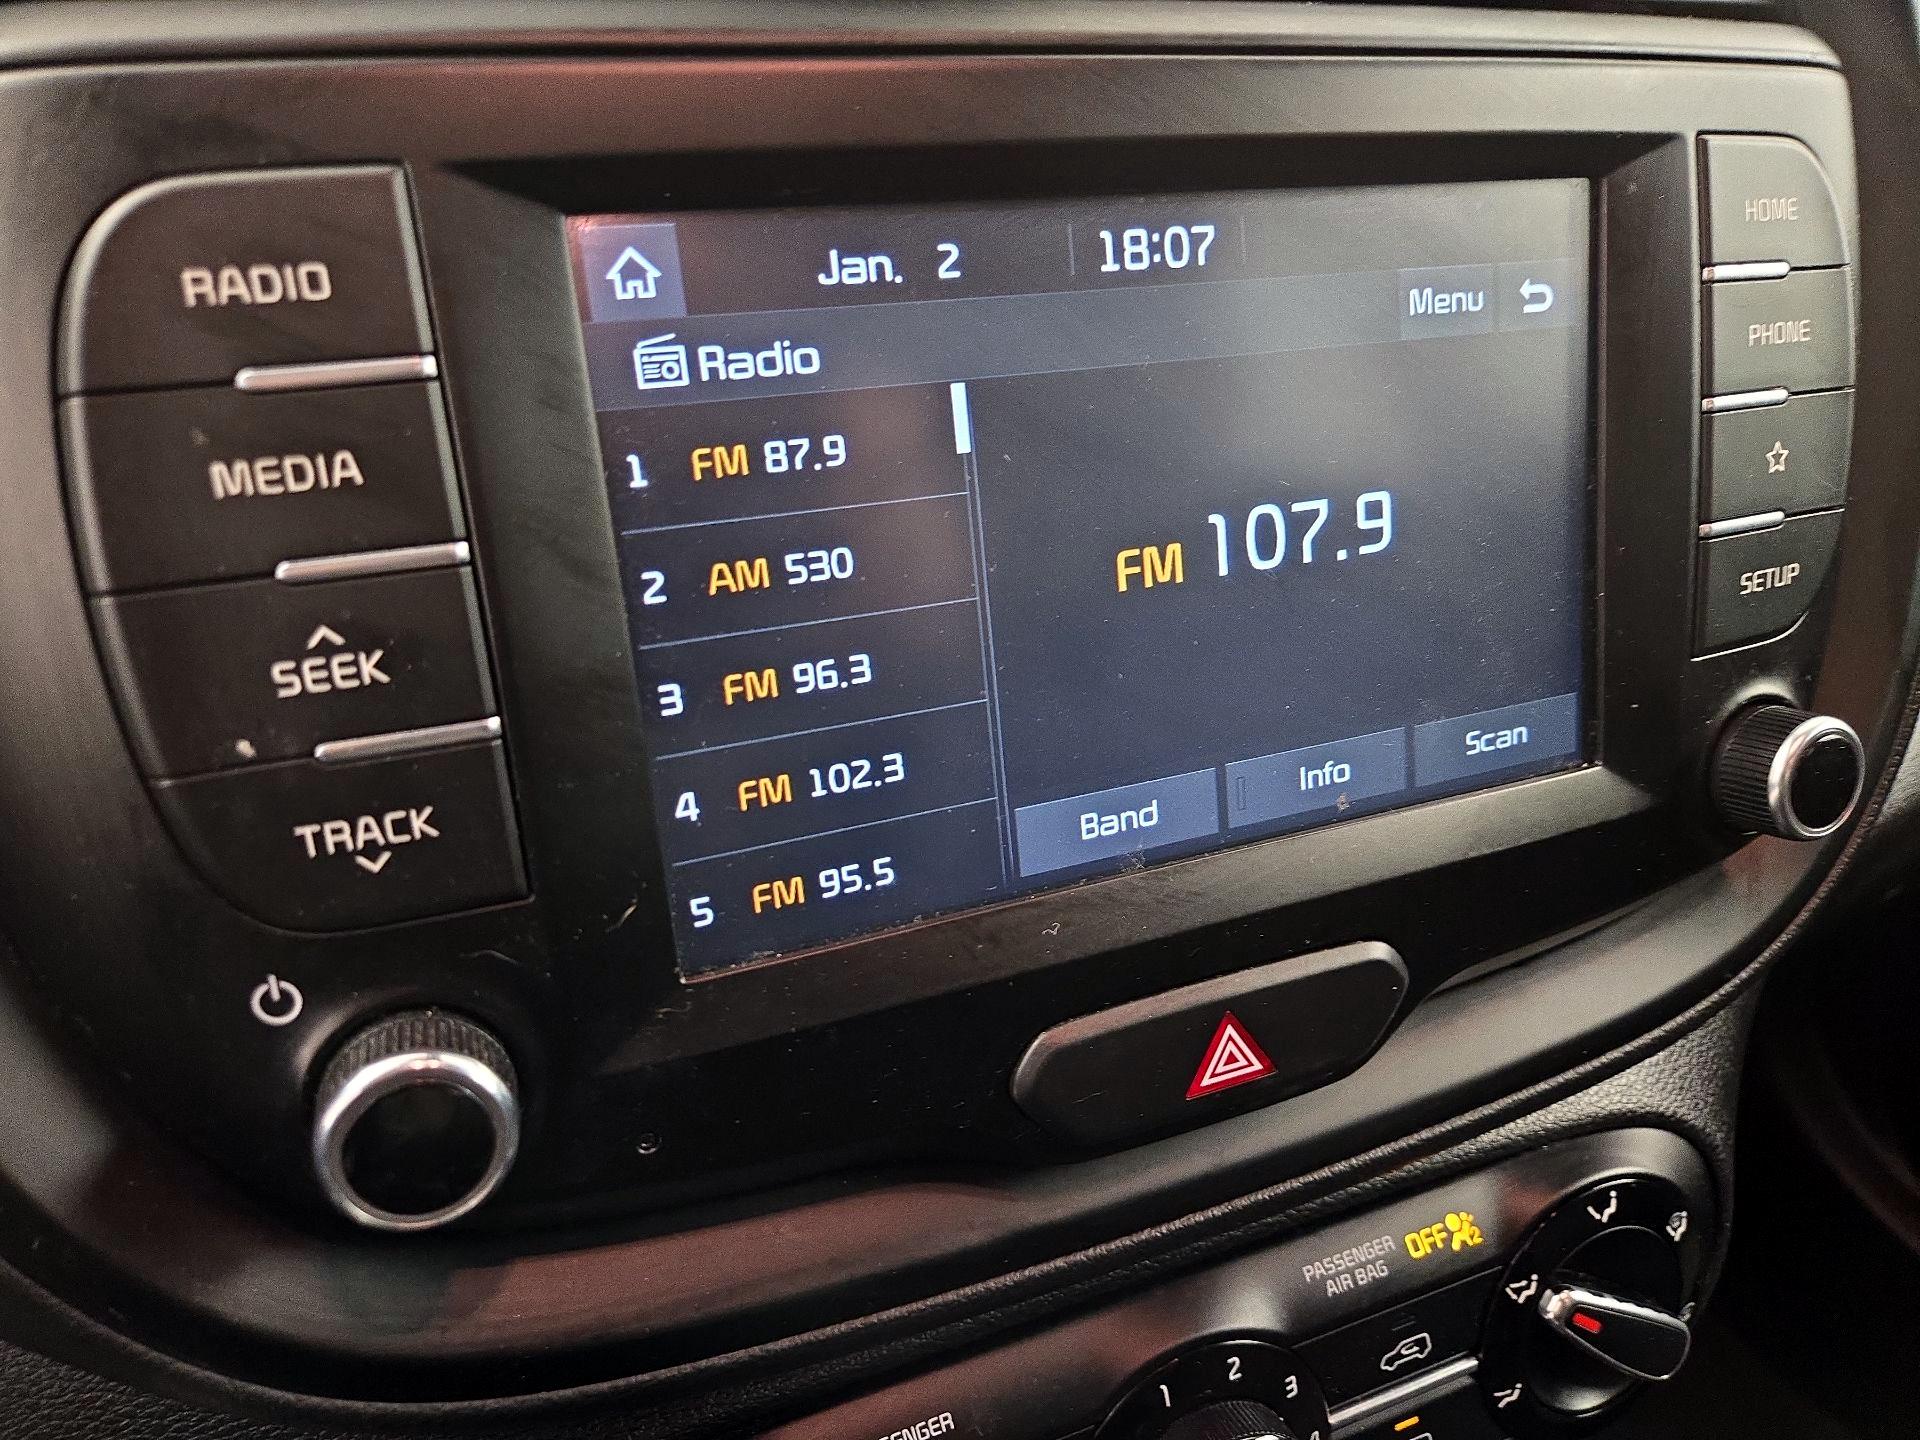 RADIO
MEDIA
SEEK
TRACK
Jan. 2 18:07
Menu
Radio
1 FM 87.9
2 AM 530
3 FM 96.3
4 FM 102.3
5 FM 95.5
FM 107.9
Band Info Scan
HOME
PHONE
SETUP
PASSENGER
AIR BAG
OFF 2
1 2 3